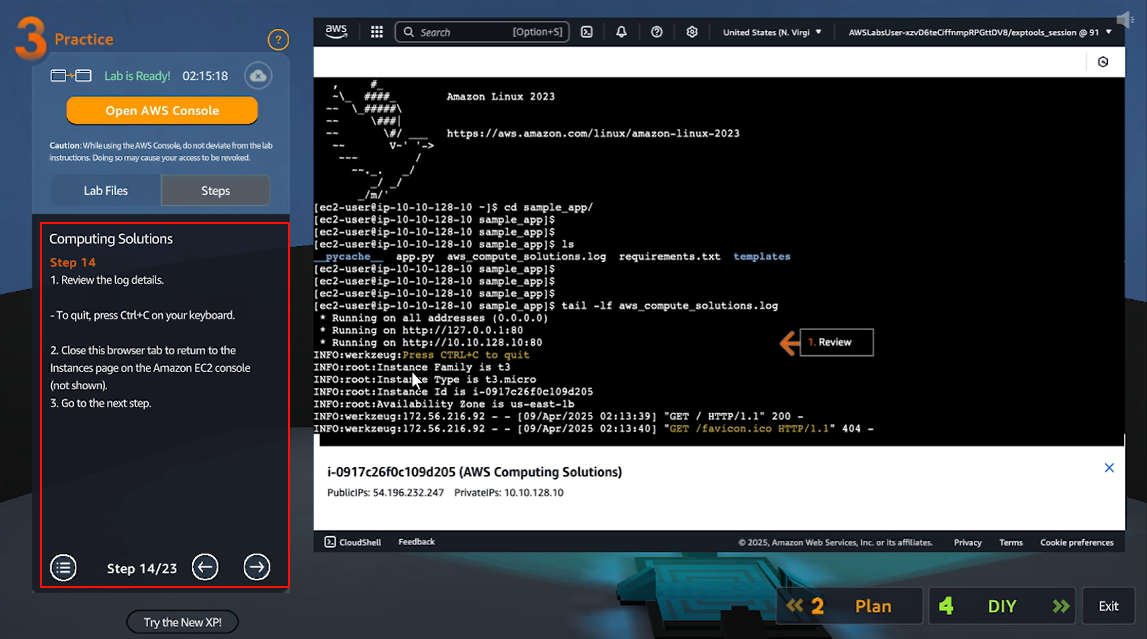 3 Practice
?
Lab is Ready! 02:15:18
Open AWS Console
Caution: While using the AWS Console, do not deviate from the lab
instructions. Doing so may cause your access to be revoked.
Lab Files Steps
Computing Solutions
Step 14
1. Review the log details.
- To quit, press Ctrl+C on your keyboard.
2. Close this browser tab to return to the
Instances page on the Amazon EC2 console
(not shown).
3. Go to the next step.
Step 14/23
Try the New XP!
aws Search [Option+S] United States (N. Virgi ▼ AWSLabsUser-xzvD6teCiffnmpRPGttDV8/exptools_session @ 91 ▼
,     #_
~\_  ####_        Amazon Linux 2023
~~  \_#####\
~~     \###|
~~       \#/ ___   https://aws.amazon.com/linux/amazon-linux-2023
~~       V~' '->
~~~         /
~~._.   _/
_/ _/
_/m/'
[ec2-user@ip-10-10-128-10 ~]$ cd sample_app/
[ec2-user@ip-10-10-128-10 sample_app]$
[ec2-user@ip-10-10-128-10 sample_app]$
[ec2-user@ip-10-10-128-10 sample_app]$ ls
__pycache__  app.py  aws_compute_solutions.log  requirements.txt  templates
[ec2-user@ip-10-10-128-10 sample_app]$
[ec2-user@ip-10-10-128-10 sample_app]$
[ec2-user@ip-10-10-128-10 sample_app]$
[ec2-user@ip-10-10-128-10 sample_app]$ tail -lf aws_compute_solutions.log
* Running on all addresses (0.0.0.0)
* Running on http://127.0.0.1:80
* Running on http://10.10.128.10:80
INFO:werkzeug:Press CTRL+C to quit
INFO:root:Instance Family is t3
INFO:root:Instance Type is t3.micro
INFO:root:Instance Id is i-0917c26f0c109d205
INFO:root:Availability Zone is us-east-1b
INFO:werkzeug:172.56.216.92 - - [09/Apr/2025 02:13:39] "GET / HTTP/1.1" 200 -
INFO:werkzeug:172.56.216.92 - - [09/Apr/2025 02:13:40] "GET /favicon.ico HTTP/1.1" 404 -
1. Review
i-0917c26f0c109d205 (AWS Computing Solutions)
PublicIPs: 54.196.232.247 PrivateIPs: 10.10.128.10
CloudShell Feedback © 2025, Amazon Web Services, Inc. or its affiliates. Privacy Terms Cookie preferences
2 Plan 4 DIY Exit